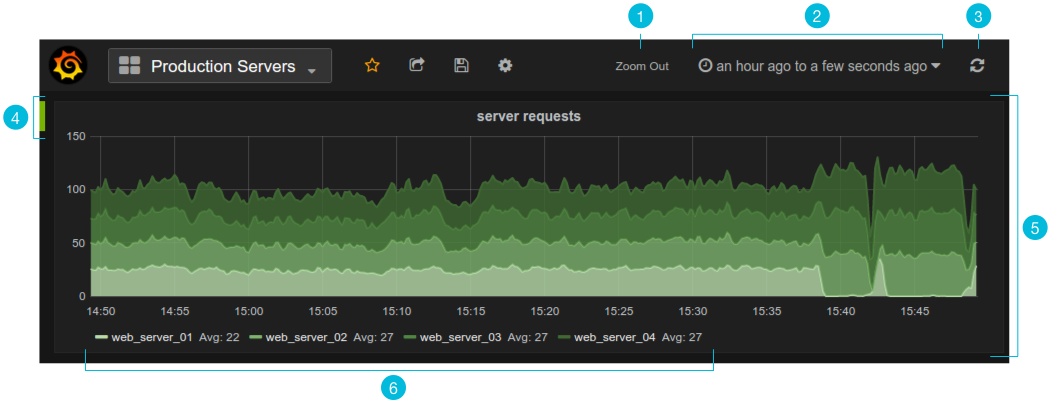 1 2 3
Production Servers Zoom Out an hour ago to a few seconds ago
4
server requests
150
100
50
0
5
14:50 14:55 15:00 15:05 15:10 15:15 15:20 15:25 15:30 15:35 15:40 15:45
web_server_01 Avg: 22 web_server_02 Avg: 27 web_server_03 Avg: 27 web_server_04 Avg: 27
6